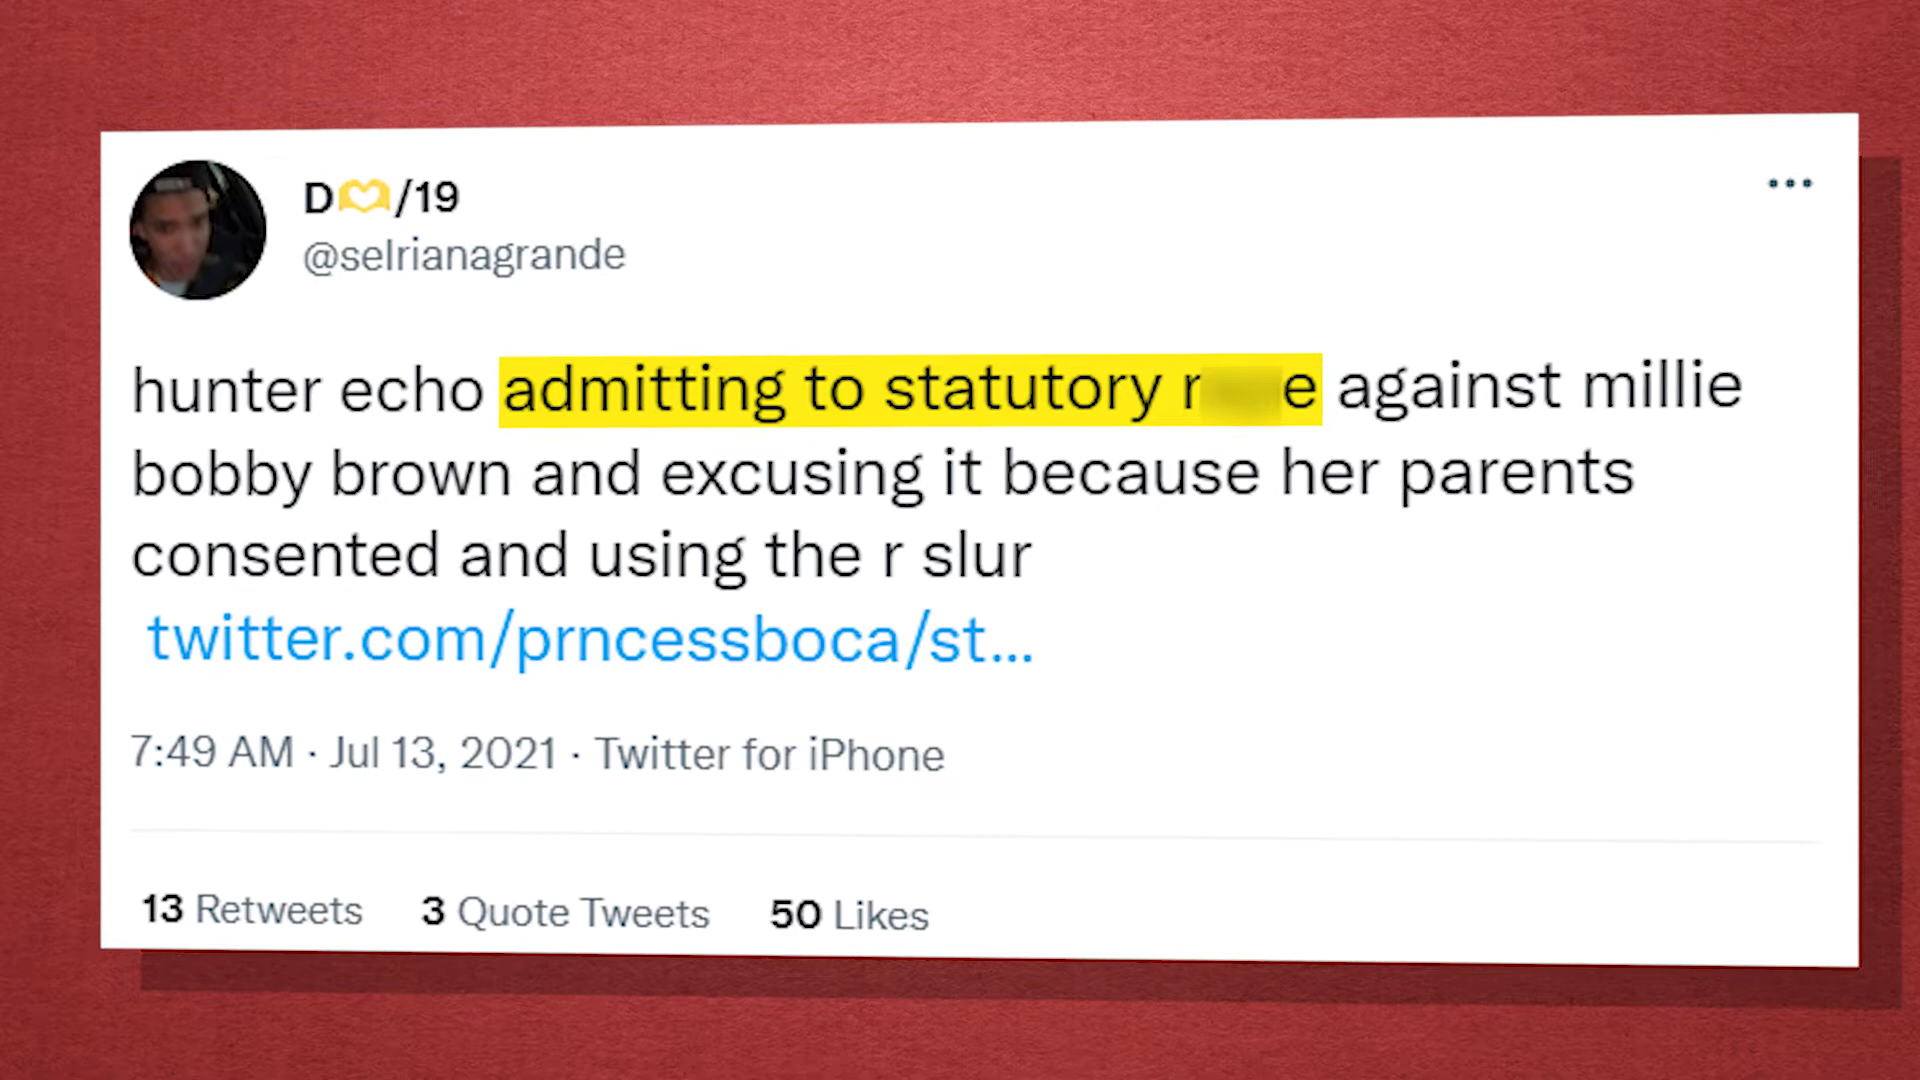 D🫶/19
@selrianagrande
hunter echo admitting to statutory r e against millie
bobby brown and excusing it because her parents
consented and using the r slur
twitter.com/prncessboca/st...
7:49 AM · Jul 13, 2021 · Twitter for iPhone
13 Retweets 3 Quote Tweets 50 Likes